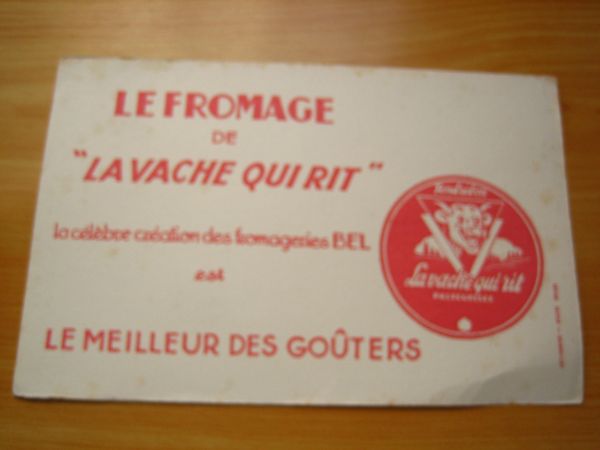 LE FROMAGE
DE
"LA VACHE QUI RIT"
la célèbre création des fromageries BEL
est
LE MEILLEUR DES GOÛTERS
La vache qui rit